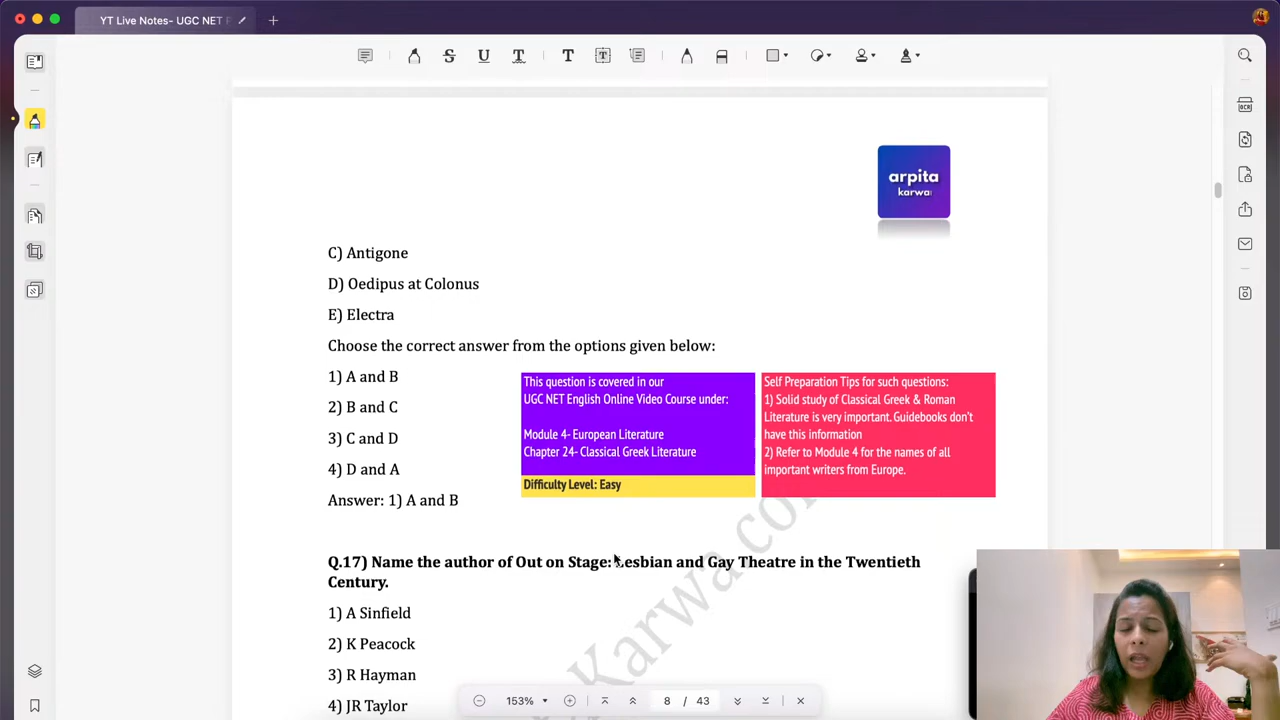 YT Live Notes- UGC NET P
arpita
karwa
C) Antigone
D) Oedipus at Colonus
E) Electra
Choose the correct answer from the options given below:
1) A and B
2) B and C
3) C and D
4) D and A
Answer: 1) A and B
This question is covered in our
UGC NET English Online Video Course under:
Module 4- European Literature
Chapter 24- Classical Greek Literature
Difficulty Level: Easy
Self Preparation Tips for such questions:
1) Solid study of Classical Greek & Roman
Literature is very important. Guidebooks don't
have this information
2) Refer to Module 4 for the names of all
important writers from Europe.
Q.17) Name the author of Out on Stage: Lesbian and Gay Theatre in the Twentieth
Century.
1) A Sinfield
2) K Peacock
3) R Hayman
4) JR Taylor
Karwa.co
153%
8 / 43
OCR